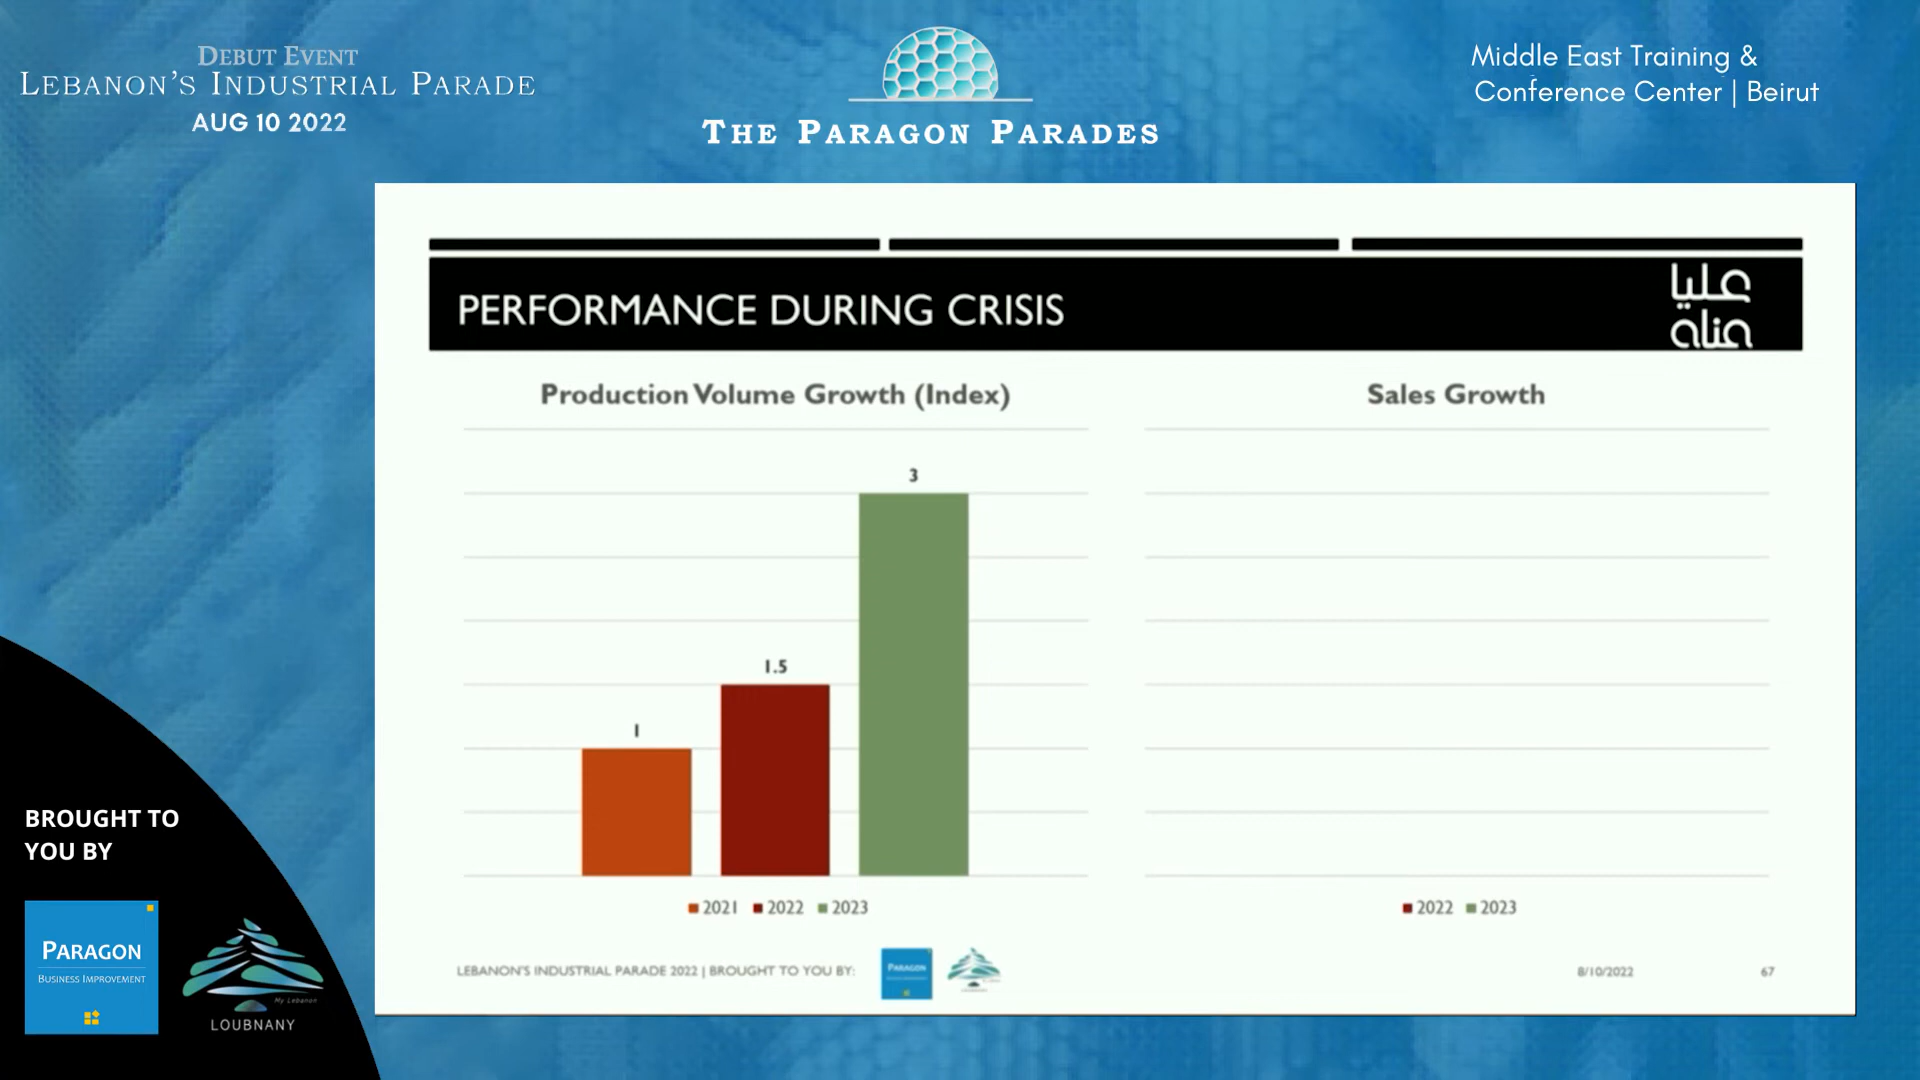 DEBUT EVENT
LEBANON'S INDUSTRIAL PARADE
AUG 10 2022
THE PARAGON PARADES
Middle East Training &
Conference Center | Beirut
PERFORMANCE DURING CRISIS
عليا
alia
Production Volume Growth (Index)
3
1.5
1
2021 2022 2023
Sales Growth
2022 2023
LEBANON'S INDUSTRIAL PARADE 2022 | BROUGHT TO YOU BY:
PARAGON
8/10/2022
67
BROUGHT TO
YOU BY
PARAGON
BUSINESS IMPROVEMENT
My Lebanon
LOUBNANY